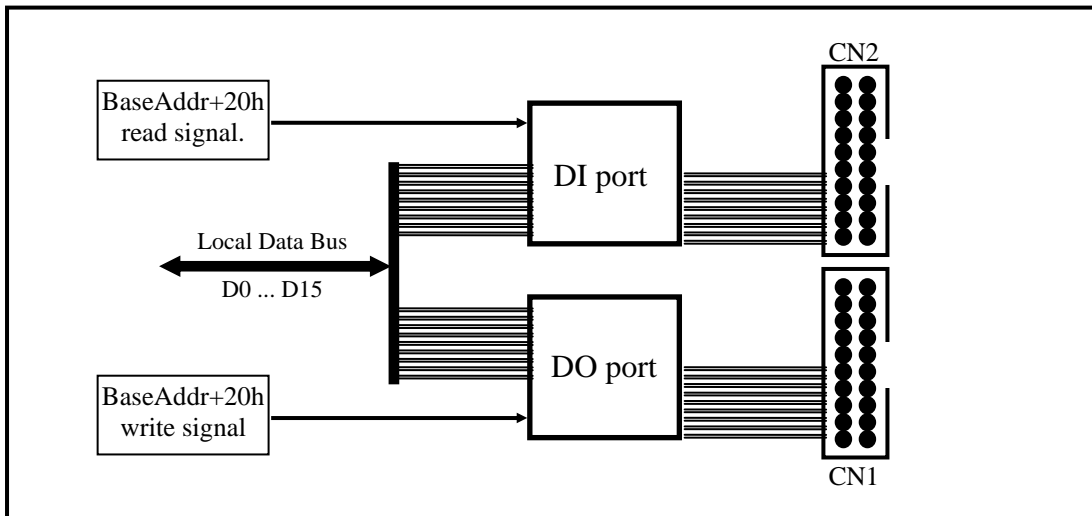 CN2
BaseAddr+20h
read signal.
DI port
Local Data Bus
D0 ... D15
DO port
BaseAddr+20h
write signal
CN1